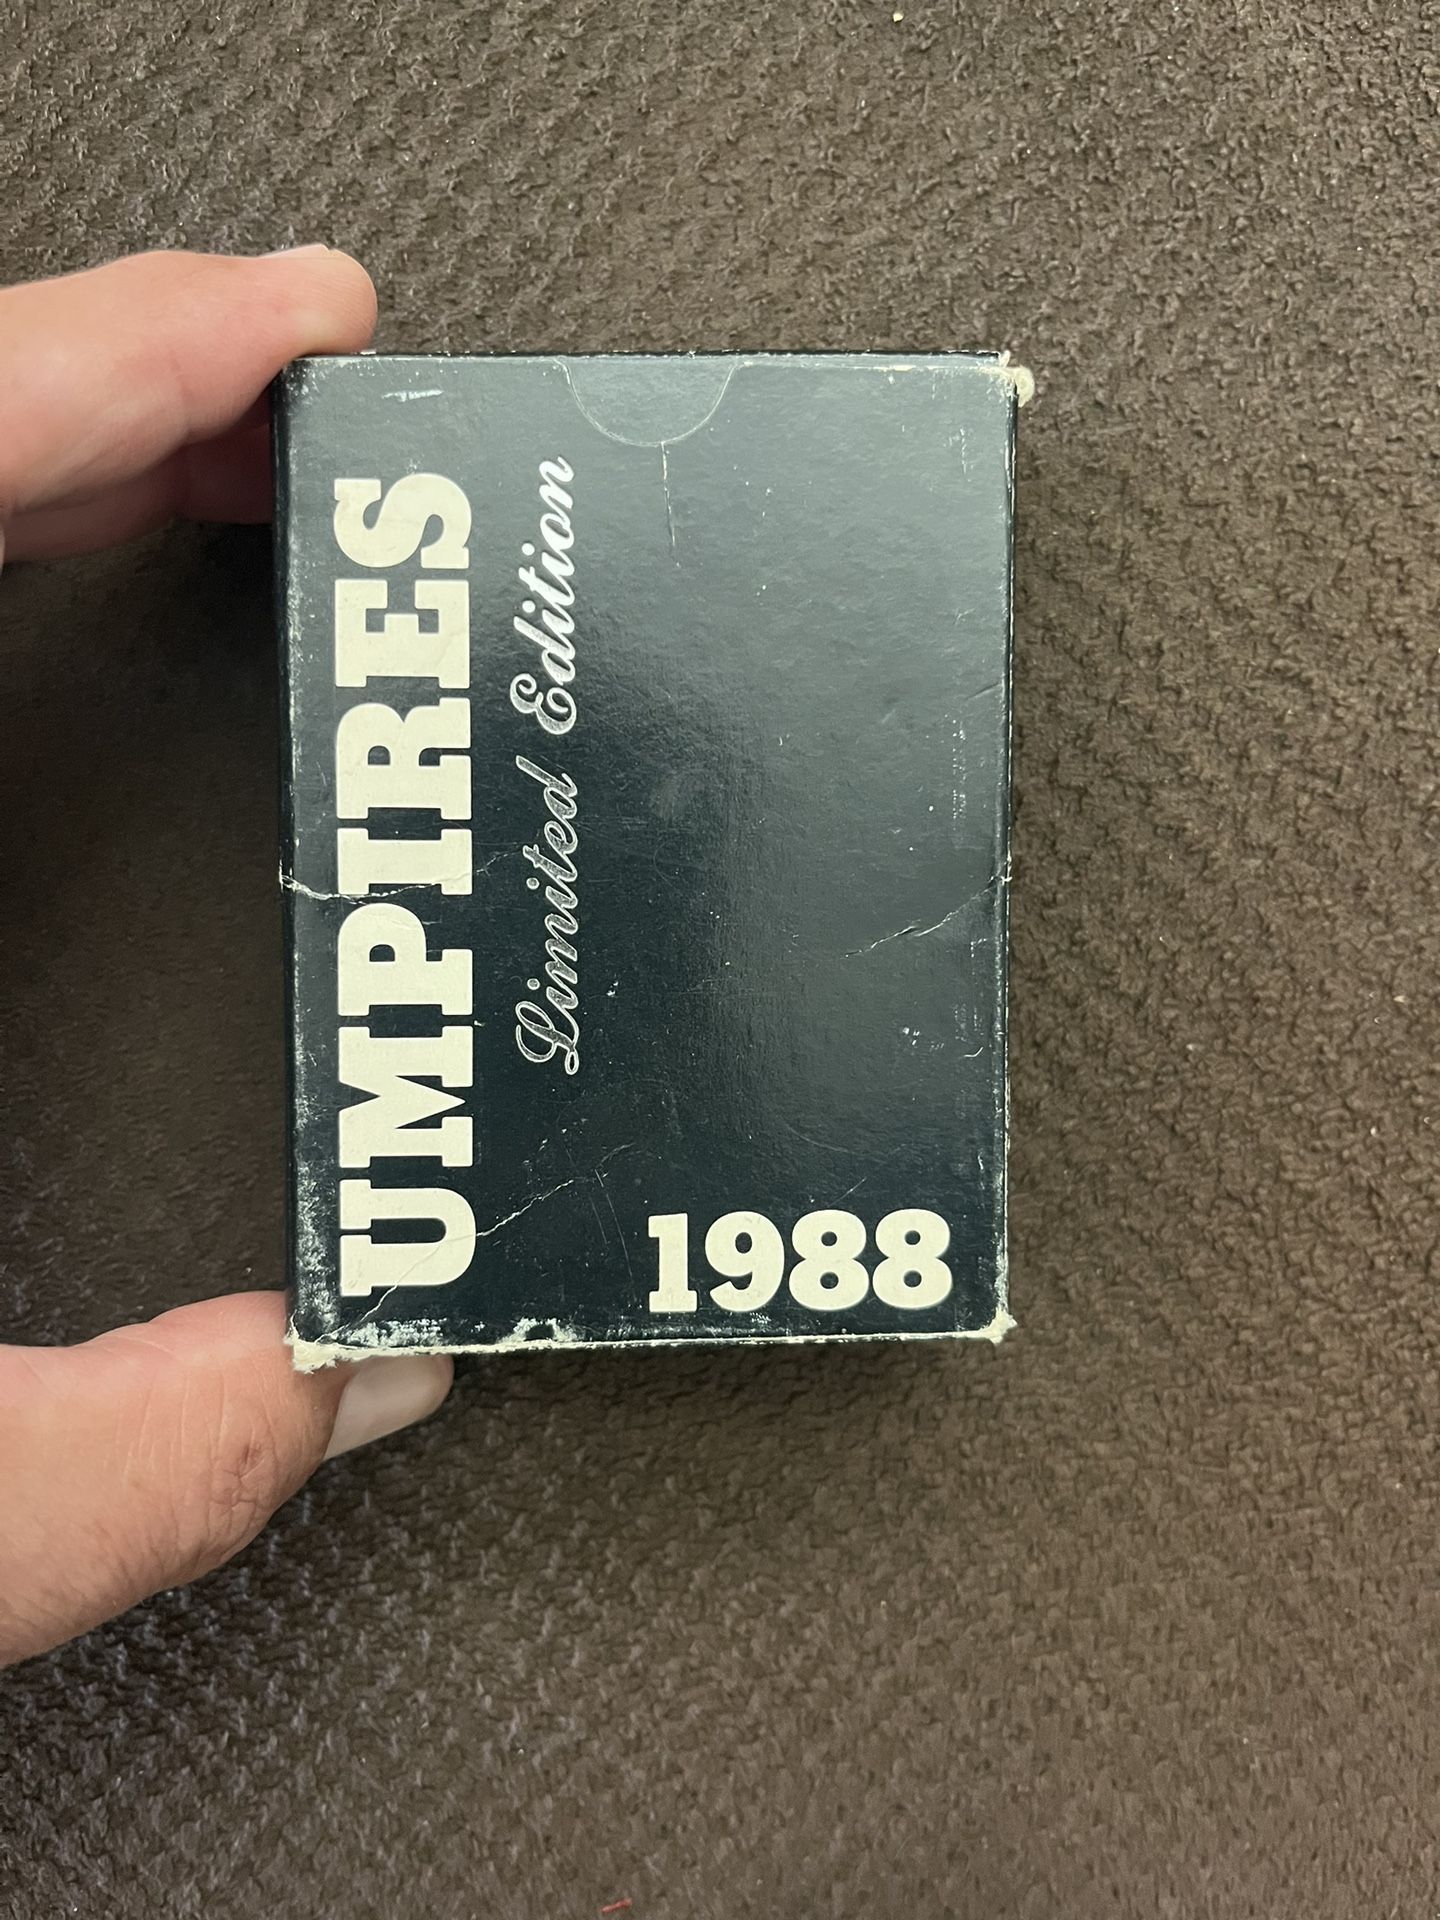 UMPIRES
Limited Edition
1988